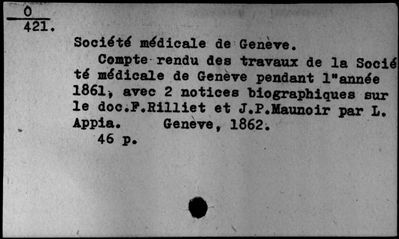 O
421.
Société médicale de Genève.
Compte rendu des travaux de la Socié
té médicale de Genève pendant l"année
1861, avec 2 notices biographiques sur
le doc.F.Rilliet et J.P.Maunoir par L.
Appia. Genève, 1862.
46 p.